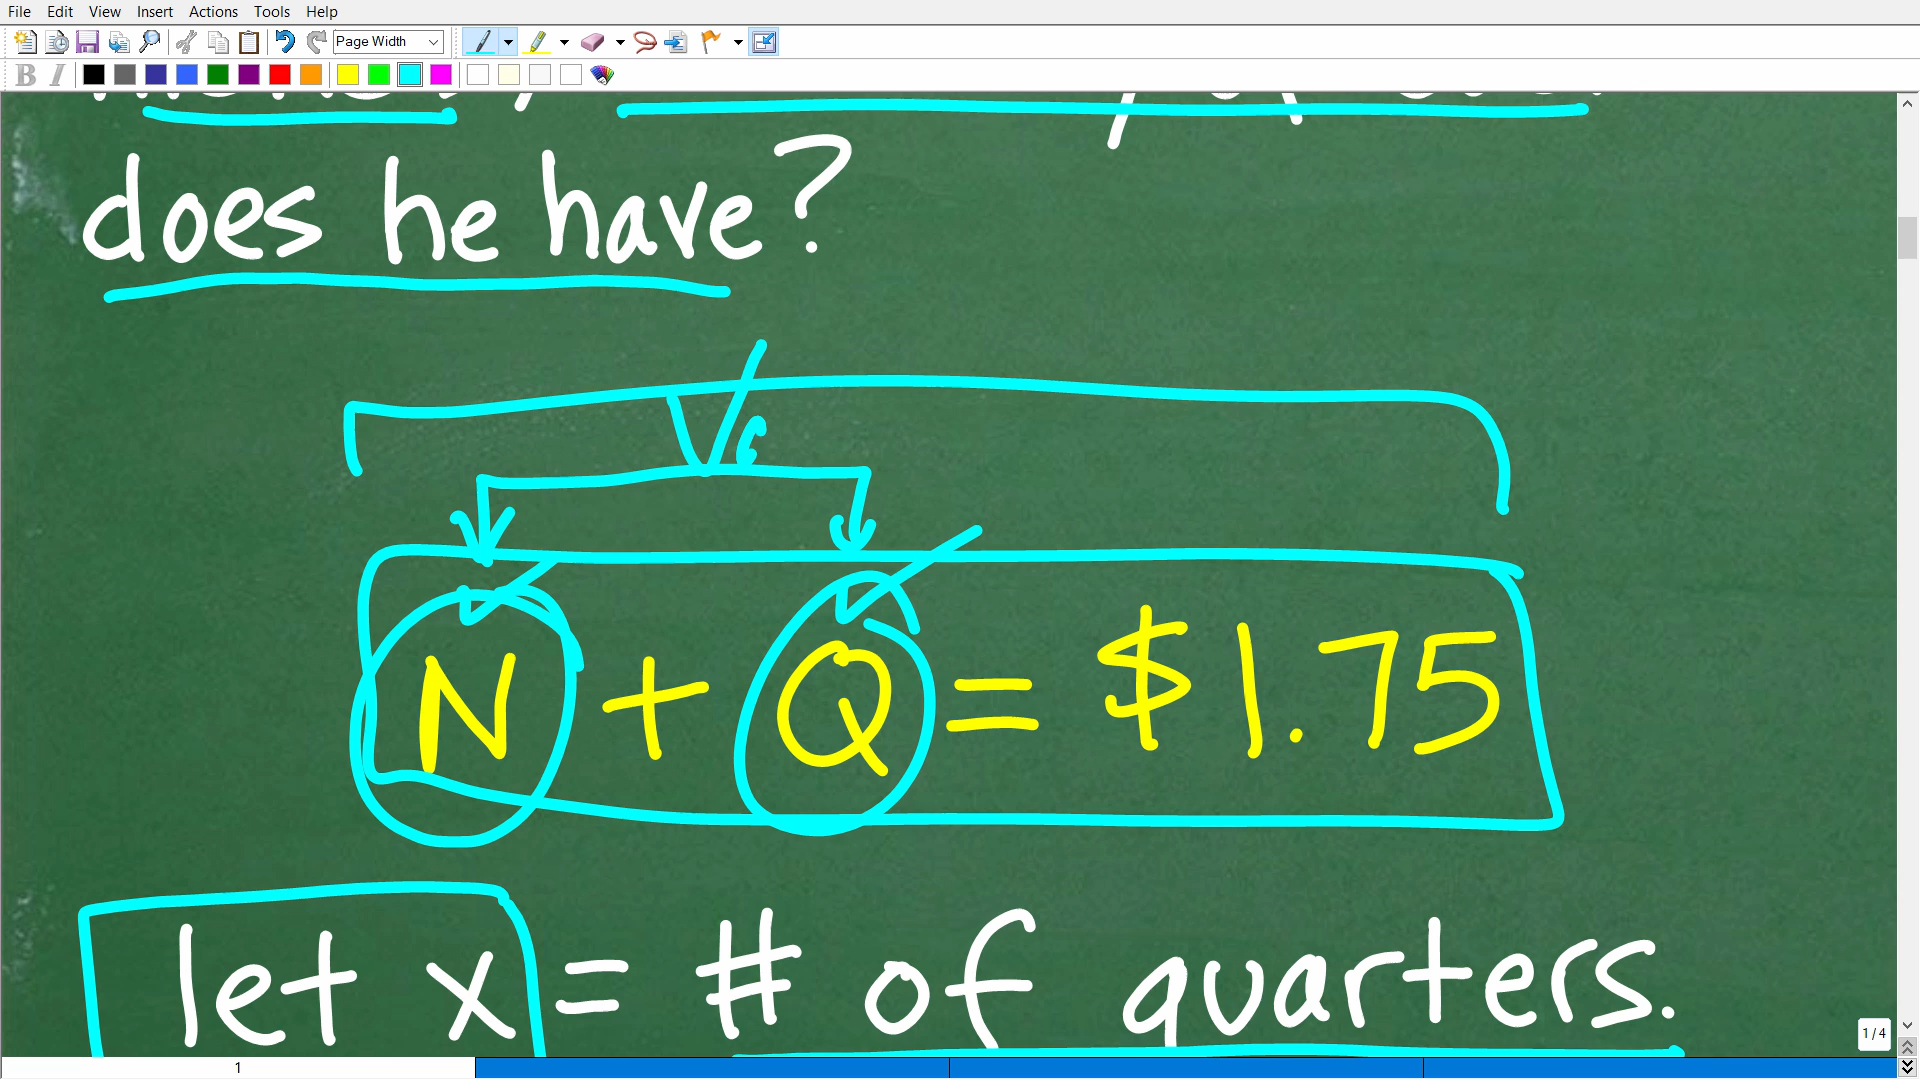 File Edit View Insert Actions Tools Help
Page Width
B I
does he have?
N + Q = $1.75
let x = # of quarters.
1 / 4
1